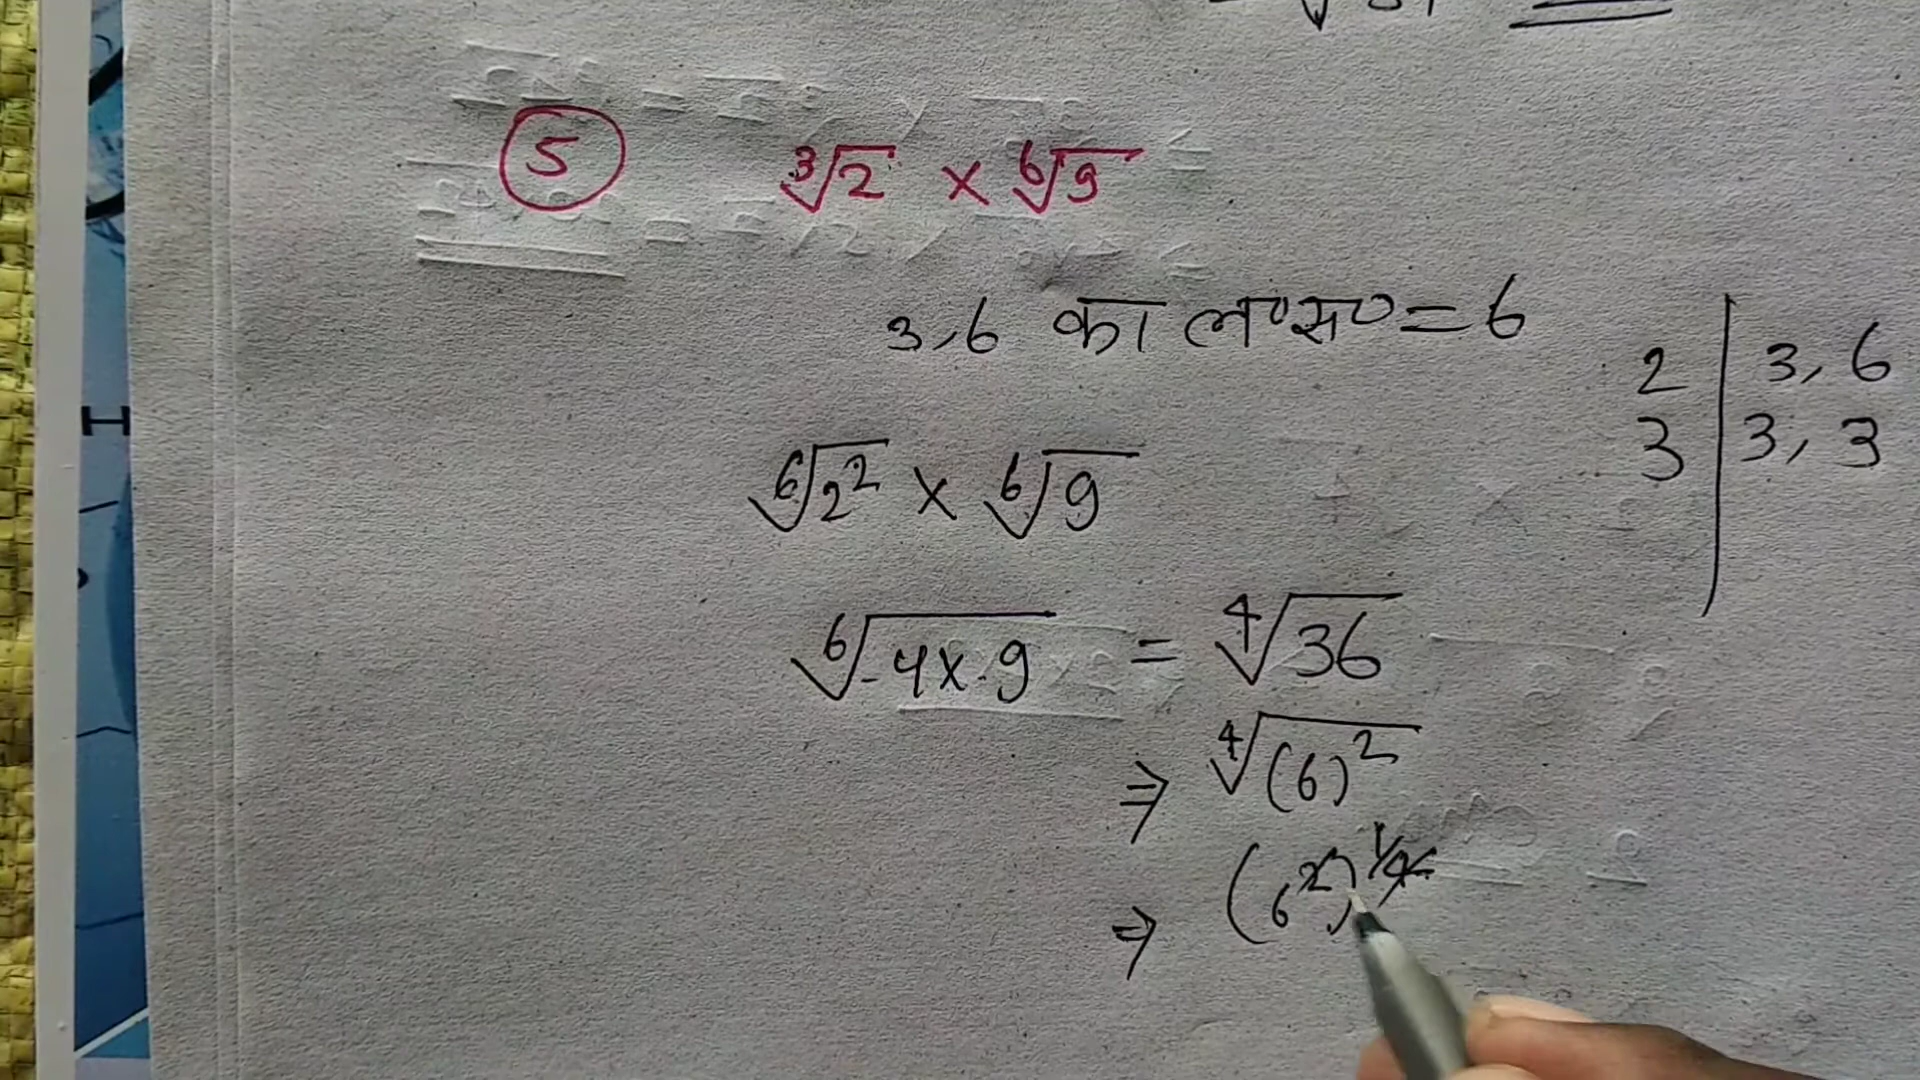 5 ∛2 × ⁶√9
3,6 का ल॰स॰ = 6
2 | 3, 6
3 | 3, 3
⁶√2² × ⁶√9
⁶√4×9 = ⁴√36
⇒ ⁴√(6)²
⇒ (6²)^1/4
H